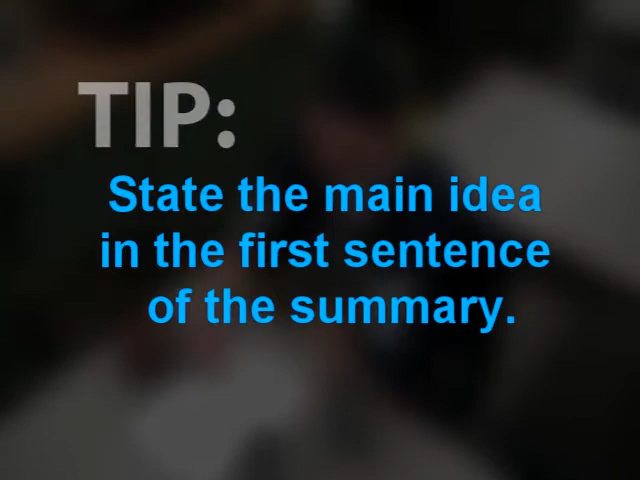 TIP:
State the main idea
in the first sentence
of the summary.